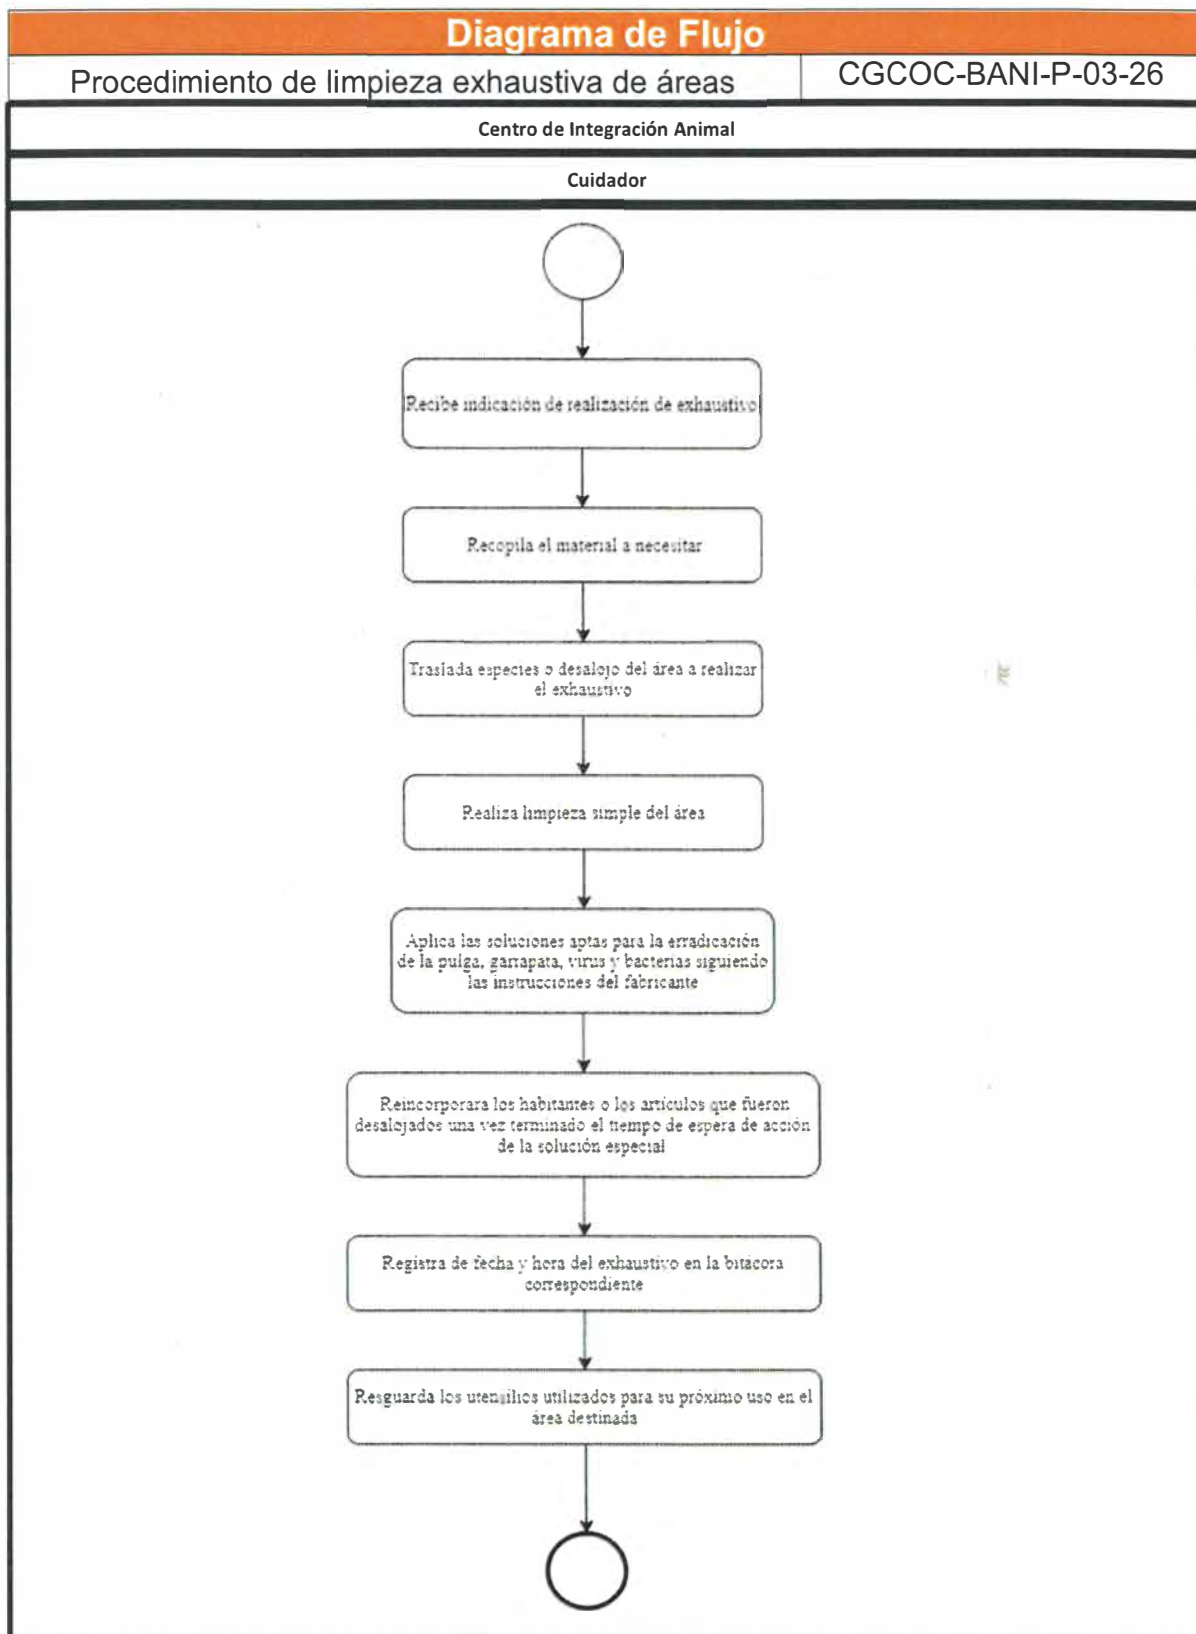 Diagrama de Flujo
Procedimiento de limpieza exhaustiva de áreas
CGCOC-BANI-P-03-26
Centro de Integración Animal
Cuidador
Recibe indicación de realización de exhaustivo
Recopila el material a necesitar
Traslada especies o desalojo del área a realizar
el exhaustivo
Realiza limpieza simple del área
Aplica las soluciones aptas para la erradicación
de la pulga, garrapata, virus y bacterias siguiendo
las instrucciones del fabricante
Reincorporara los habitantes o los artículos que fueron
desalojados una vez terminado el tiempo de espera de acción
de la solución especial
Registra de fecha y hora del exhaustivo en la bitácora
correspondiente
Resguarda los utensilios utilizados para su próximo uso en el
área destinada